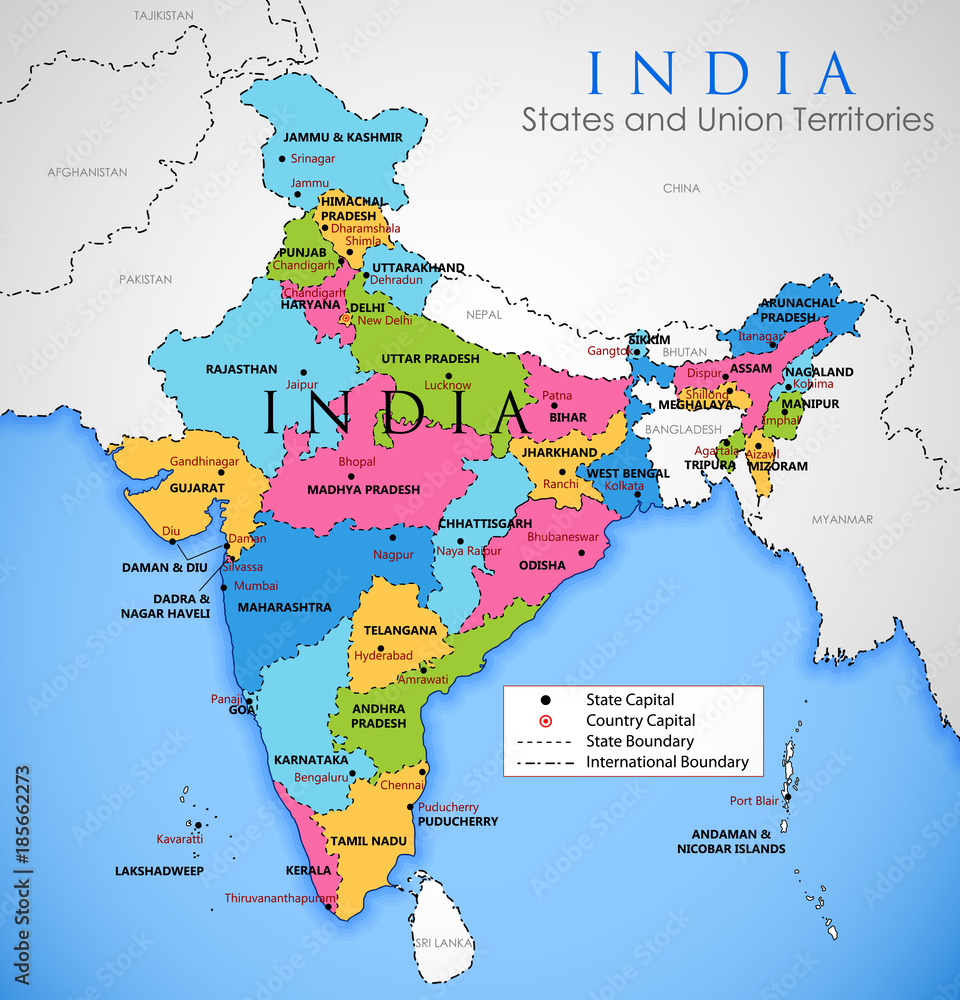 TAJIKISTAN
INDIA
States and Union Territories
JAMMU & KASHMIR
Srinagar
AFGHANISTAN
CHINA
Jammu
HIMACHAL
PRADESH
Dharamshala
Shimla
PUNJAB
Chandigarh
UTTARAKHAND
Dehradun
PAKISTAN
Chandigarh
HARYANA
DELHI
New Delhi
NEPAL
ARUNACHAL
PRADESH
Itanagar
SIKKIM
Gangtok
BHUTAN
RAJASTHAN
Jaipur
UTTAR PRADESH
Lucknow
Dispur
ASSAM
NAGALAND
Kohima
Patna
BIHAR
Shillong
MEGHALAYA
MANIPUR
Imphal
INDIA
BANGLADESH
Gandhinagar
GUJARAT
Bhopal
MADHYA PRADESH
JHARKHAND
Ranchi
WEST BENGAL
Kolkata
Agartala
TRIPURA
Aizawl
MIZORAM
MYANMAR
Diu
Daman
DAMAN & DIU
Silvassa
DADRA &
NAGAR HAVELI
Mumbai
MAHARASHTRA
Nagpur
CHHATTISGARH
Naya Raipur
Bhubaneswar
ODISHA
TELANGANA
Hyderabad
Amrawati
Panaji
GOA
ANDHRA
PRADESH
State Capital
Country Capital
State Boundary
International Boundary
KARNATAKA
Bengaluru
Chennai
Puducherry
PUDUCHERRY
Port Blair
ANDAMAN &
NICOBAR ISLANDS
Kavaratti
LAKSHADWEEP
TAMIL NADU
KERALA
Thiruvananthapuram
SRI LANKA
Adobe Stock | #185662273
Adobe Stock